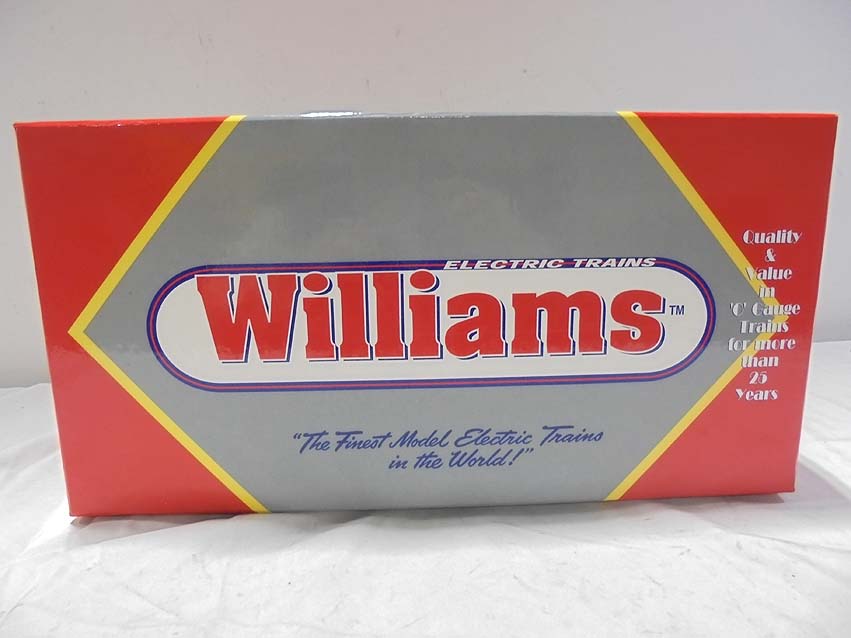 ELECTRIC TRAINS
Williams™
"The Finest Model Electric Trains
in the World!"
Quality
&
Value
in
'O' Gauge
Trains
for more
than
25
Years